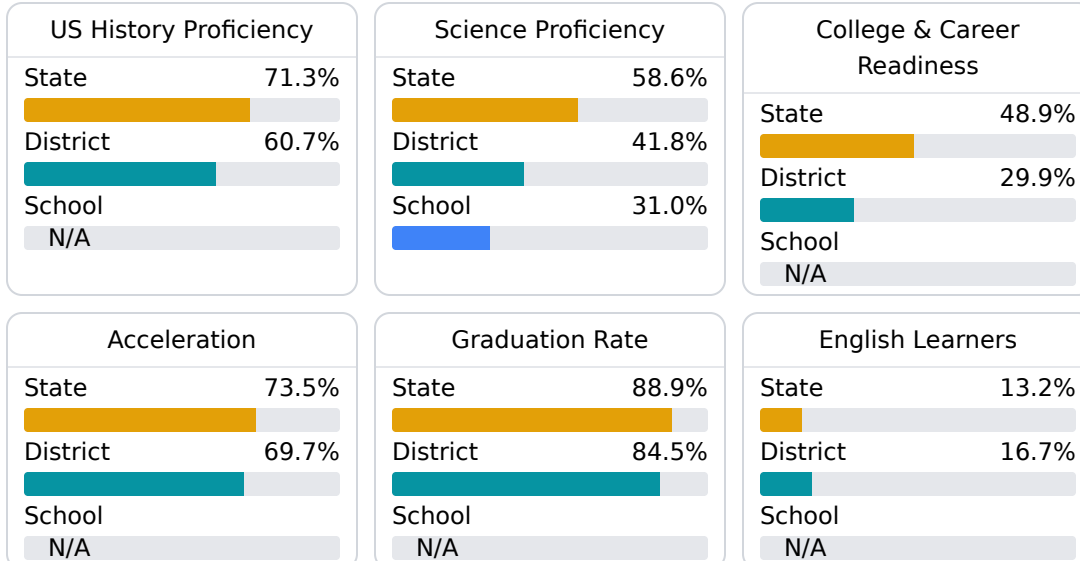 US History Proficiency
State 71.3%
District 60.7%
School
N/A
Science Proficiency
State 58.6%
District 41.8%
School 31.0%
College & Career
Readiness
State 48.9%
District 29.9%
School
N/A
Acceleration
State 73.5%
District 69.7%
School
N/A
Graduation Rate
State 88.9%
District 84.5%
School
N/A
English Learners
State 13.2%
District 16.7%
School
N/A